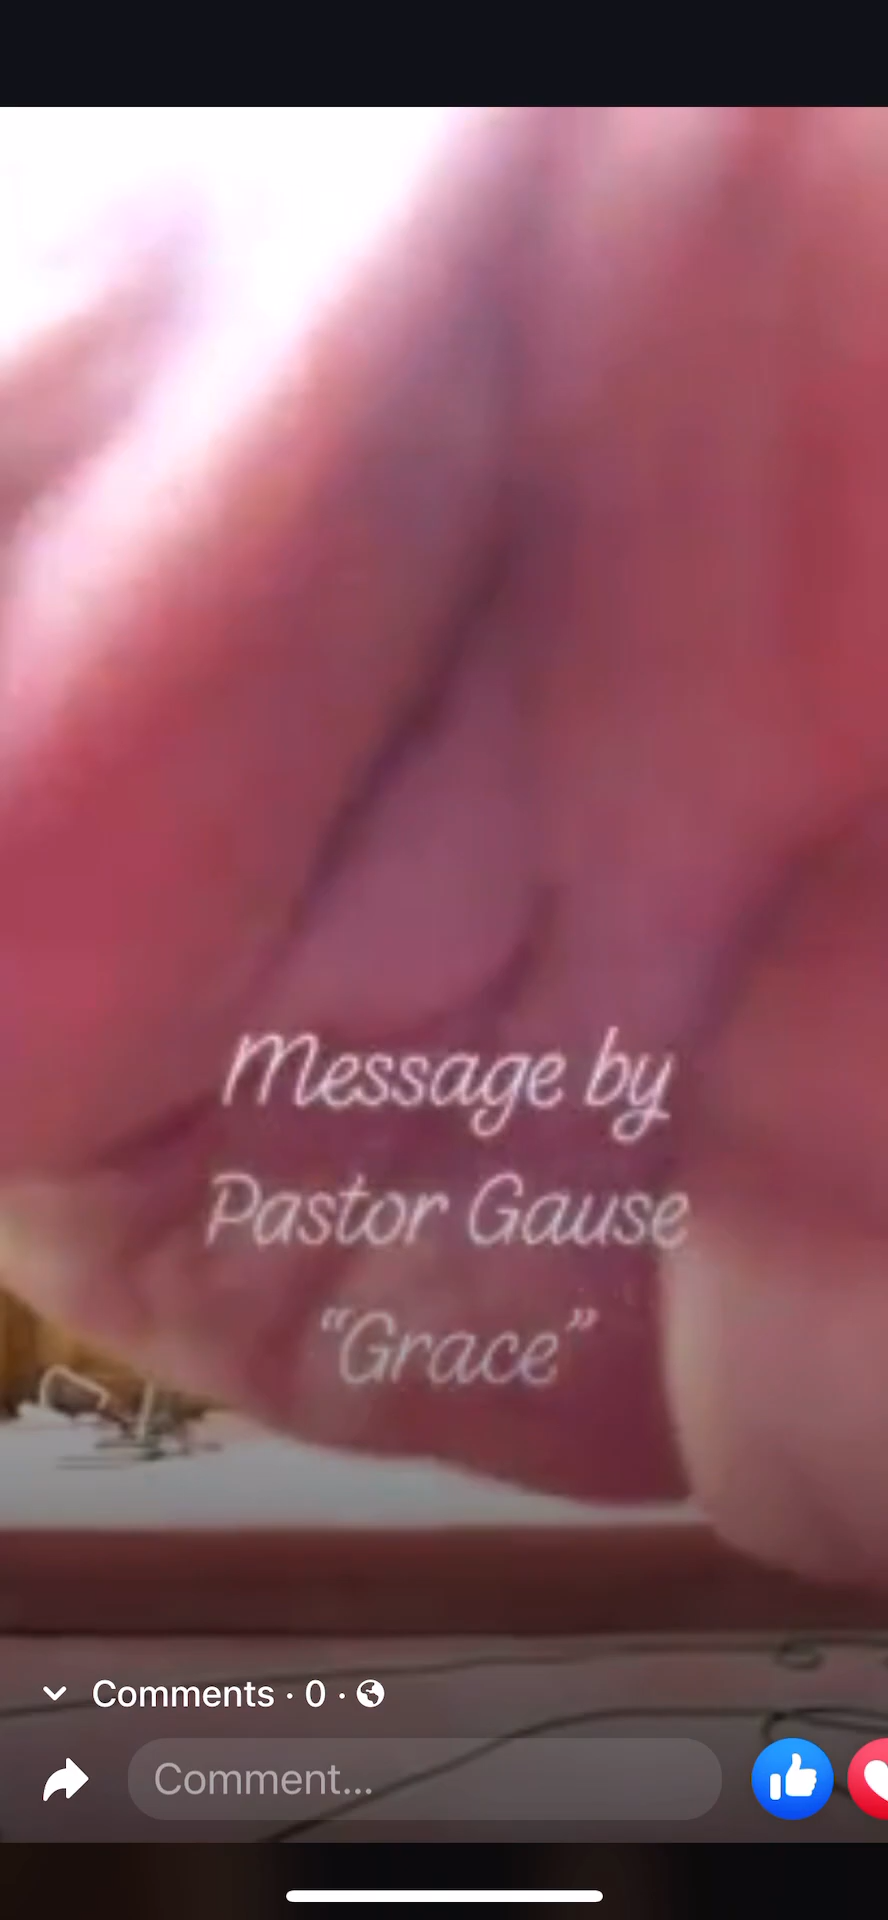 Message by
Pastor Gause
“Grace”
Comments · 0 ·
Comment...